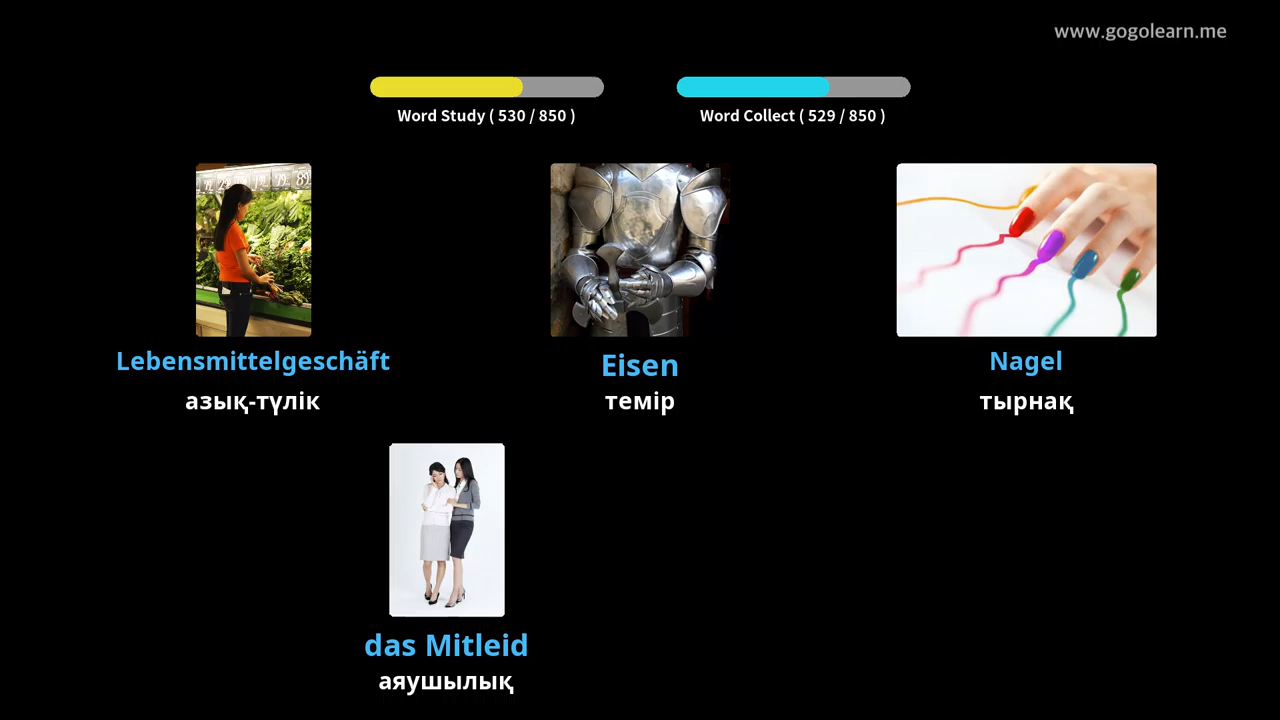 www.gogolearn.me
Word Study ( 530 / 850 )
Word Collect ( 529 / 850 )
Lebensmittelgeschäft
азық-түлік
Eisen
темір
Nagel
тырнақ
das Mitleid
аяушылық